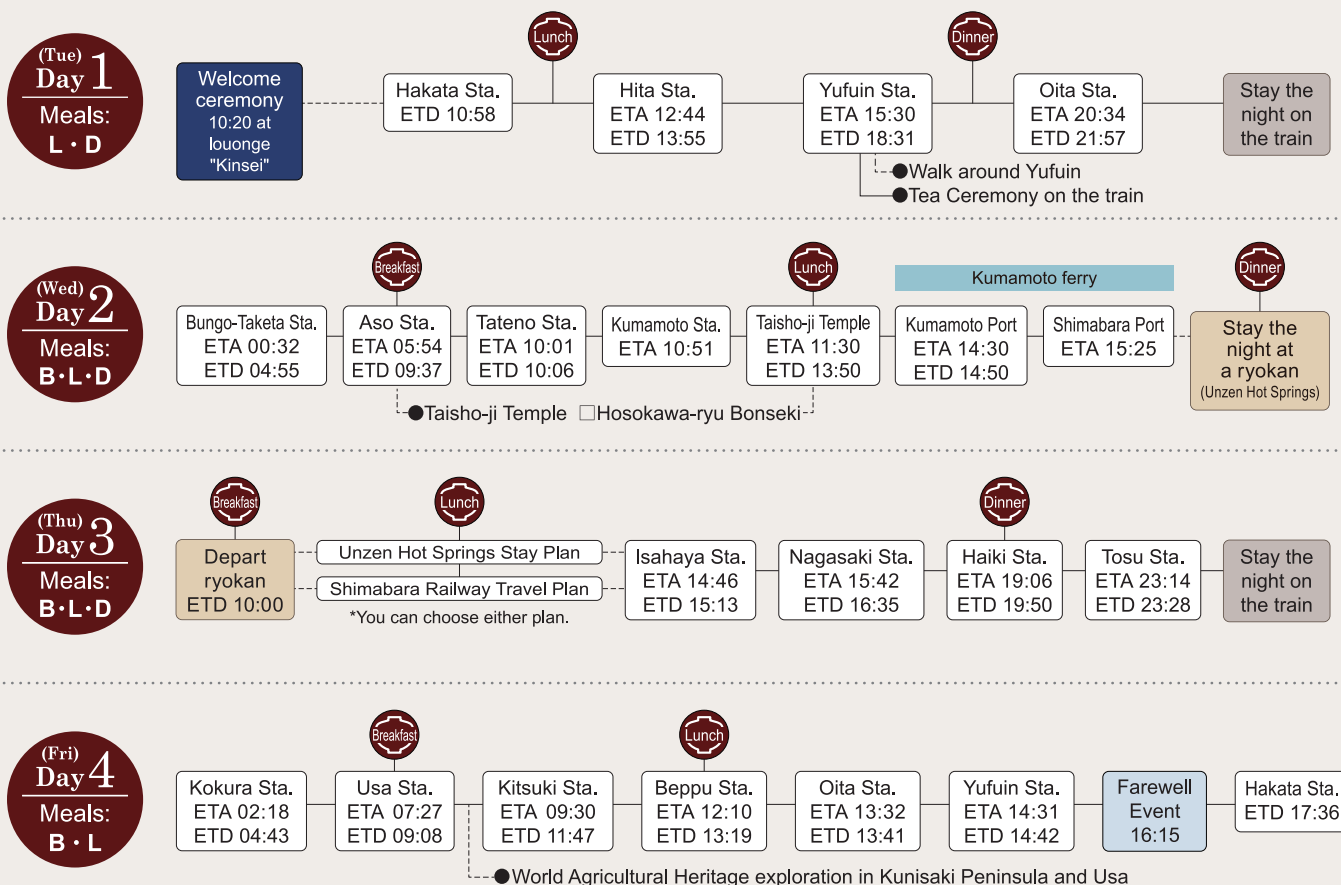 (Tue)
Day 1
Meals:
L · D
Welcome
ceremony
10:20 at
louonge
"Kinsei"
Hakata Sta.
ETD 10:58
Lunch
Hita Sta.
ETA 12:44
ETD 13:55
Yufuin Sta.
ETA 15:30
ETD 18:31
Dinner
Oita Sta.
ETA 20:34
ETD 21:57
Stay the
night on
the train
●Walk around Yufuin
●Tea Ceremony on the train
(Wed)
Day 2
Meals:
B·L·D
Bungo-Taketa Sta.
ETA 00:32
ETD 04:55
Breakfast
Aso Sta.
ETA 05:54
ETD 09:37
Tateno Sta.
ETA 10:01
ETD 10:06
Kumamoto Sta.
ETA 10:51
Lunch
Taisho-ji Temple
ETA 11:30
ETD 13:50
Kumamoto ferry
Kumamoto Port
ETA 14:30
ETD 14:50
Shimabara Port
ETA 15:25
Dinner
Stay the
night at
a ryokan
(Unzen Hot Springs)
●Taisho-ji Temple □Hosokawa-ryu Bonseki
(Thu)
Day 3
Meals:
B·L·D
Breakfast
Depart
ryokan
ETD 10:00
Lunch
Unzen Hot Springs Stay Plan
Shimabara Railway Travel Plan
*You can choose either plan.
Isahaya Sta.
ETA 14:46
ETD 15:13
Nagasaki Sta.
ETA 15:42
ETD 16:35
Dinner
Haiki Sta.
ETA 19:06
ETD 19:50
Tosu Sta.
ETA 23:14
ETD 23:28
Stay the
night on
the train
(Fri)
Day 4
Meals:
B · L
Kokura Sta.
ETA 02:18
ETD 04:43
Breakfast
Usa Sta.
ETA 07:27
ETD 09:08
Kitsuki Sta.
ETA 09:30
ETD 11:47
Lunch
Beppu Sta.
ETA 12:10
ETD 13:19
Oita Sta.
ETA 13:32
ETD 13:41
Yufuin Sta.
ETA 14:31
ETD 14:42
Farewell
Event
16:15
Hakata Sta.
ETD 17:36
●World Agricultural Heritage exploration in Kunisaki Peninsula and Usa